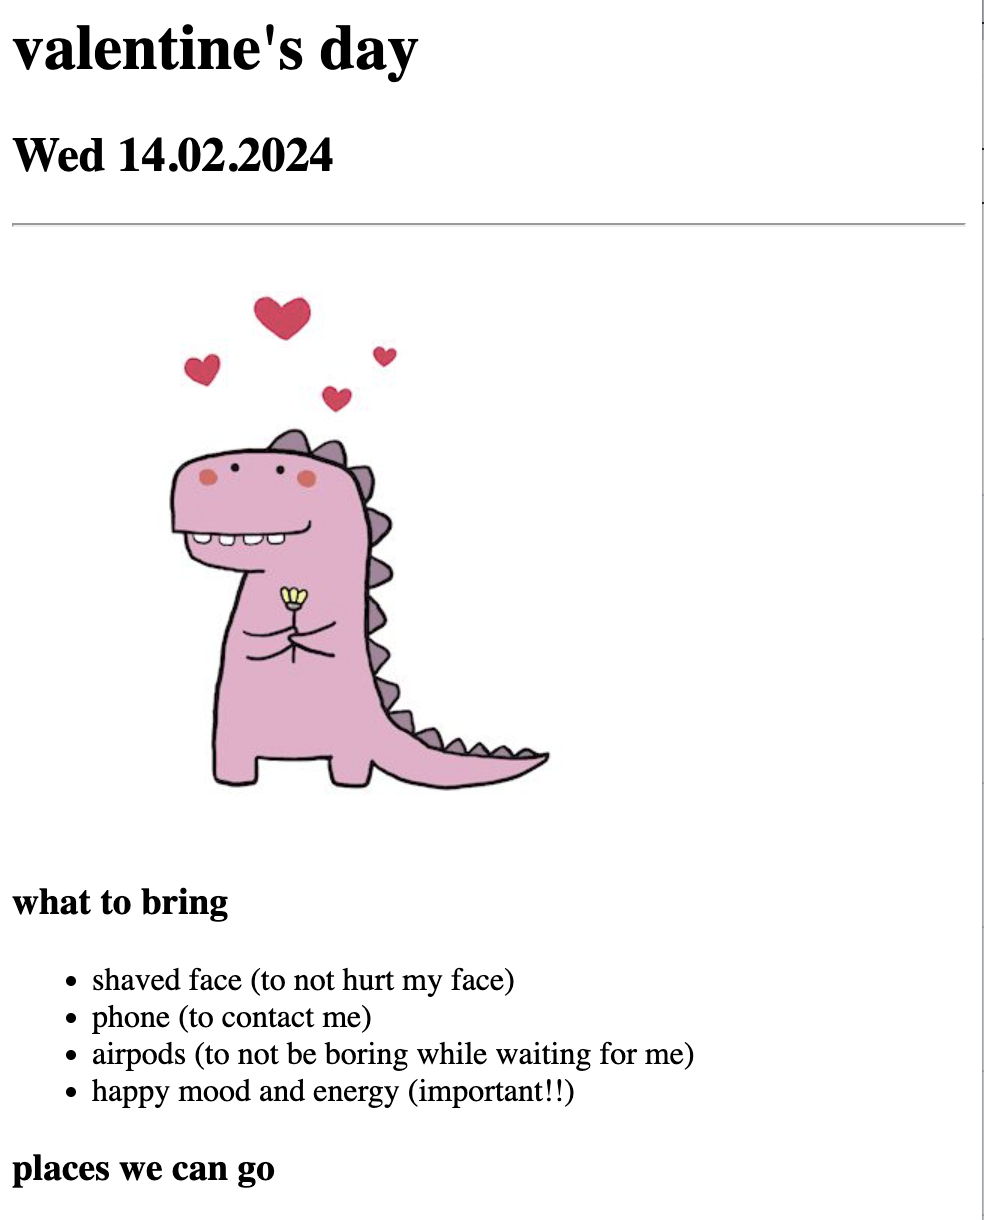 valentine's day
Wed 14.02.2024
what to bring
shaved face (to not hurt my face)
phone (to contact me)
airpods (to not be boring while waiting for me)
happy mood and energy (important!!)
places we can go